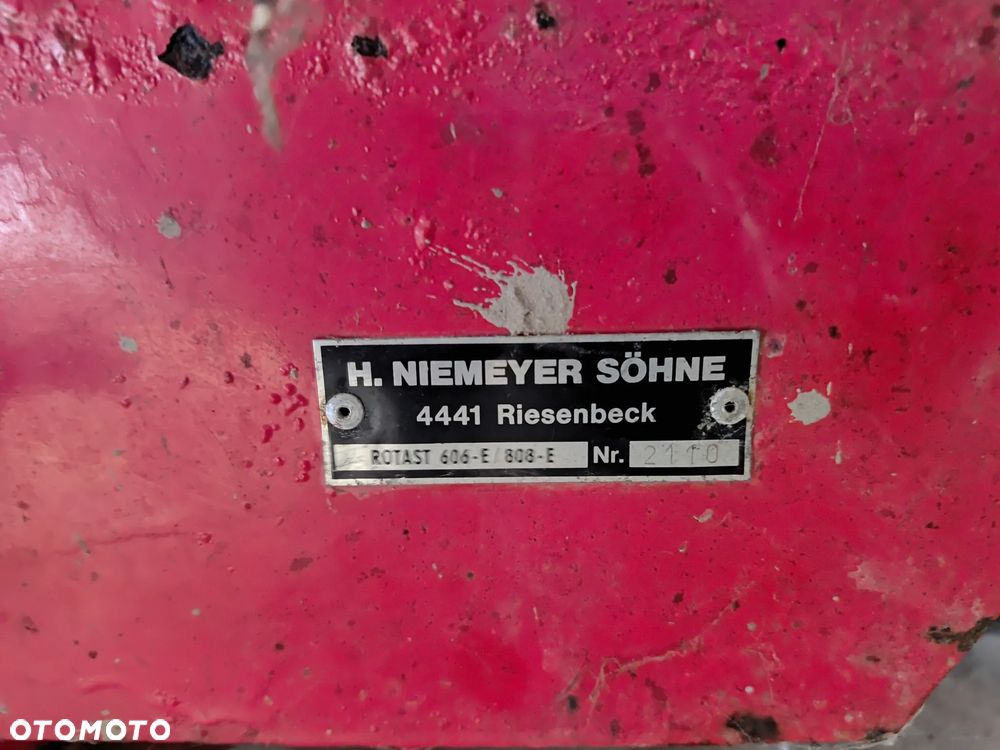 H. NIEMEYER SÖHNE
4441 Riesenbeck
ROTAST 606-E/808-E Nr. 2110
OTOMOTO